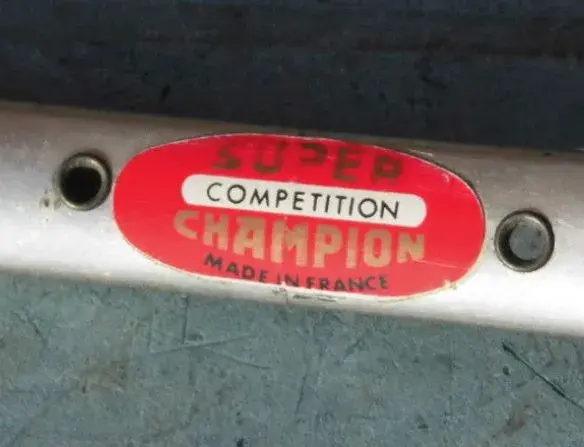 SUPER
COMPETITION
CHAMPION
MADE IN FRANCE